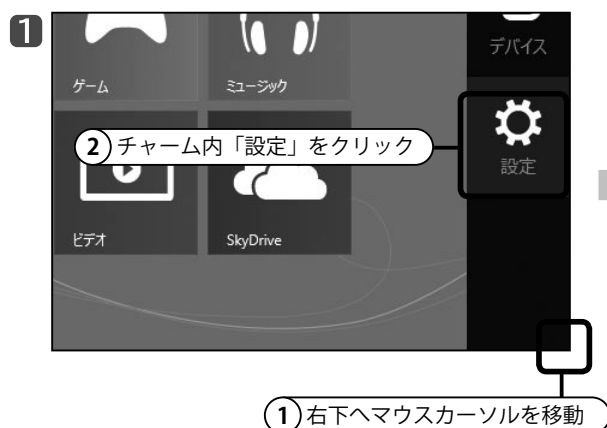 1
デバイス
ゲーム
ミュージック
2 チャーム内「設定」をクリック
設定
ビデオ
SkyDrive
1 右下へマウスカーソルを移動